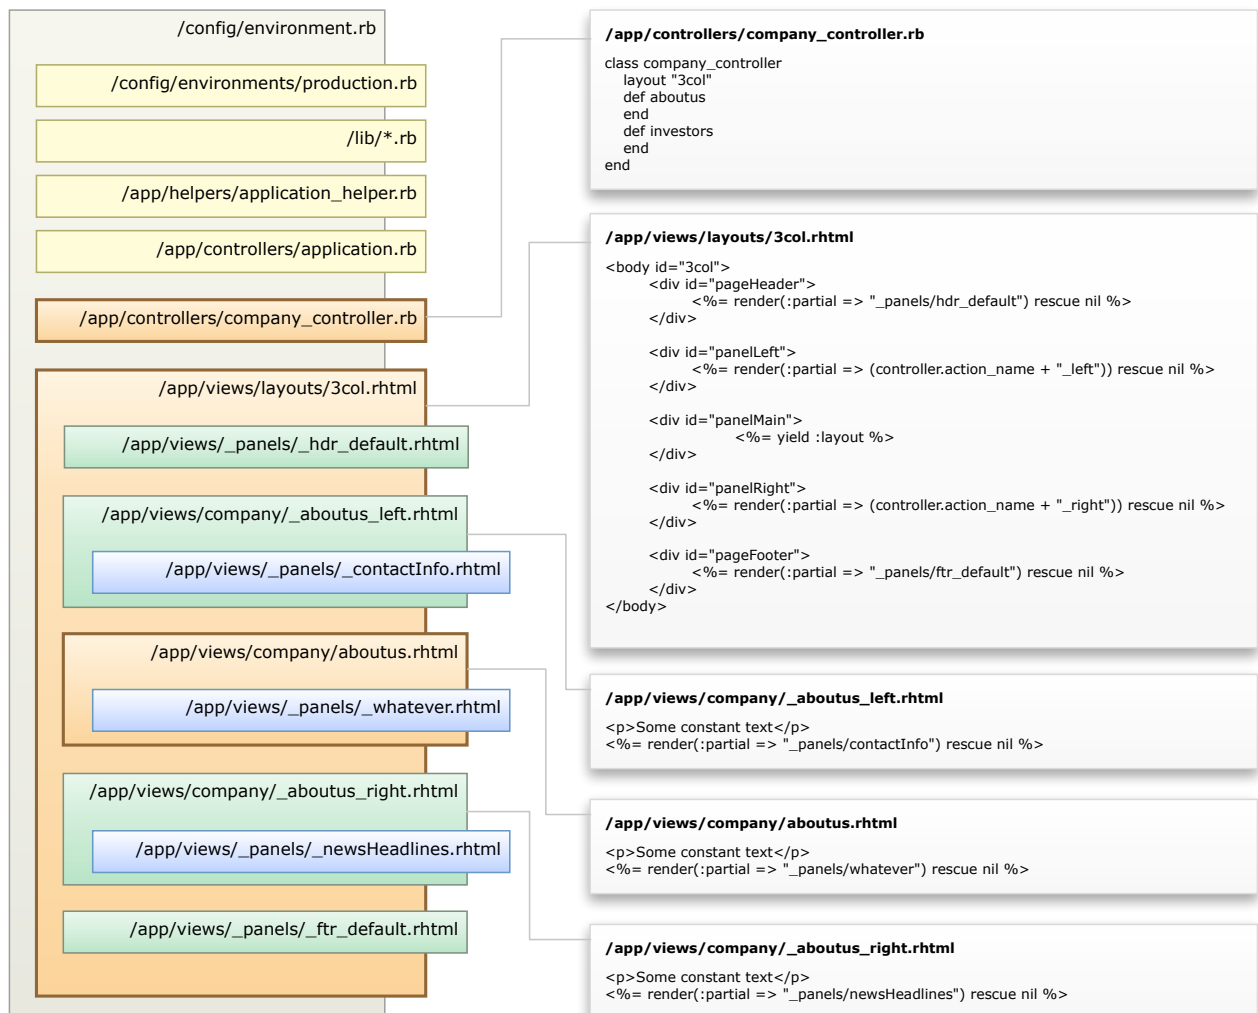 /config/environment.rb
/config/environments/production.rb
/lib/*.rb
/app/helpers/application_helper.rb
/app/controllers/application.rb
/app/controllers/company_controller.rb
/app/views/layouts/3col.rhtml
/app/views/_panels/_hdr_default.rhtml
/app/views/company/_aboutus_left.rhtml
/app/views/_panels/_contactInfo.rhtml
/app/views/company/aboutus.rhtml
/app/views/_panels/_whatever.rhtml
/app/views/company/_aboutus_right.rhtml
/app/views/_panels/_newsHeadlines.rhtml
/app/views/_panels/_ftr_default.rhtml
/app/controllers/company_controller.rb
class company_controller
layout "3col"
def aboutus
end
def investors
end
end
/app/views/layouts/3col.rhtml
<body id="3col">
<div id="pageHeader">
<%= render(:partial => "_panels/hdr_default") rescue nil %>
</div>
<div id="panelLeft">
<%= render(:partial => (controller.action_name + "_left")) rescue nil %>
</div>
<div id="panelMain">
<%= yield :layout %>
</div>
<div id="panelRight">
<%= render(:partial => (controller.action_name + "_right")) rescue nil %>
</div>
<div id="pageFooter">
<%= render(:partial => "_panels/ftr_default") rescue nil %>
</div>
</body>
/app/views/company/_aboutus_left.rhtml
<p>Some constant text</p>
<%= render(:partial => "_panels/contactInfo") rescue nil %>
/app/views/company/aboutus.rhtml
<p>Some constant text</p>
<%= render(:partial => "_panels/whatever") rescue nil %>
/app/views/company/_aboutus_right.rhtml
<p>Some constant text</p>
<%= render(:partial => "_panels/newsHeadlines") rescue nil %>